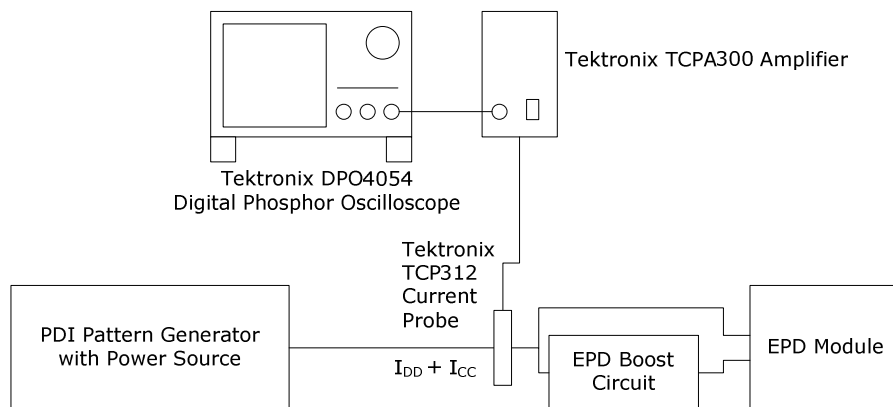 Tektronix TCPA300 Amplifier
Tektronix DPO4054
Digital Phosphor Oscilloscope
Tektronix
TCP312
Current
Probe
PDI Pattern Generator
with Power Source
IDD + ICC
EPD Boost
Circuit
EPD Module